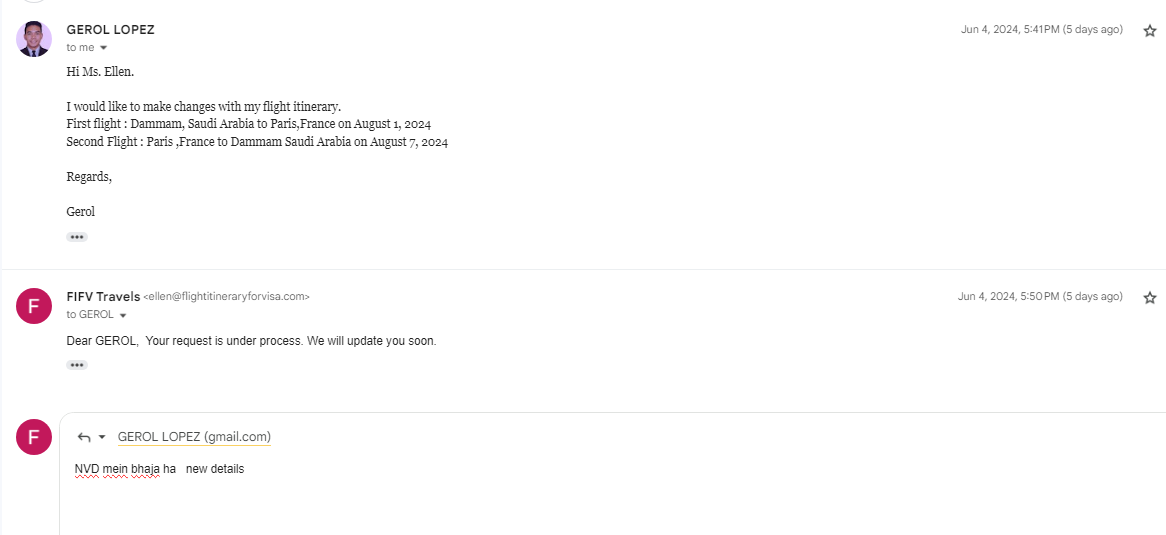 GEROL LOPEZ
Jun 4, 2024, 5:41 PM (5 days ago)
to me
Hi Ms. Ellen.
I would like to make changes with my flight itinerary.
First flight : Dammam, Saudi Arabia to Paris,France on August 1, 2024
Second Flight : Paris ,France to Dammam Saudi Arabia on August 7, 2024
Regards,
Gerol
F
FIFV Travels <ellen@flightitineraryforvisa.com>
Jun 4, 2024, 5:50 PM (5 days ago)
to GEROL
Dear GEROL,  Your request is under process. We will update you soon.
F
GEROL LOPEZ (gmail.com)
NVD mein bhaja ha   new details